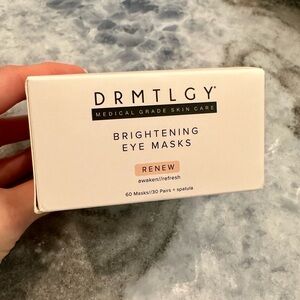 DRMTLGY
MEDICAL GRADE SKIN CARE
BRIGHTENING
EYE MASKS
RENEW
awaken//refresh
60 Masks//30 Pairs + spatula